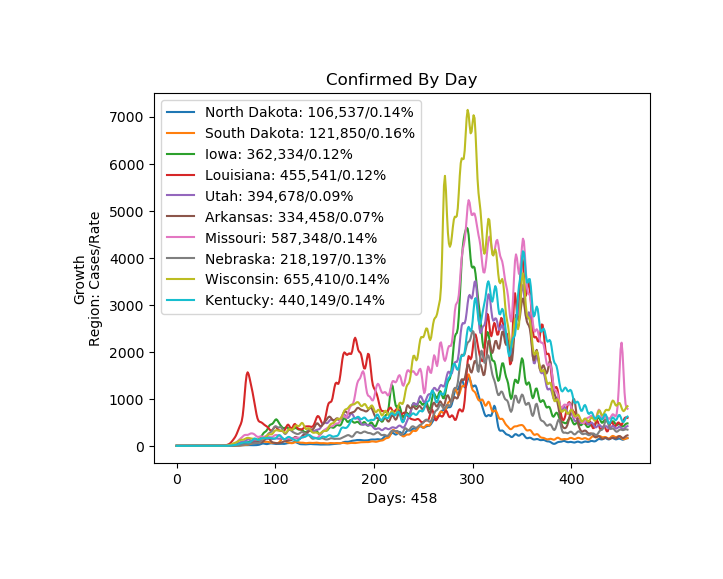 Confirmed By Day
Growth
Region: Cases/Rate
7000
6000
5000
4000
3000
2000
1000
0
North Dakota: 106,537/0.14%
South Dakota: 121,850/0.16%
Iowa: 362,334/0.12%
Louisiana: 455,541/0.12%
Utah: 394,678/0.09%
Arkansas: 334,458/0.07%
Missouri: 587,348/0.14%
Nebraska: 218,197/0.13%
Wisconsin: 655,410/0.14%
Kentucky: 440,149/0.14%
0 100 200 300 400
Days: 458